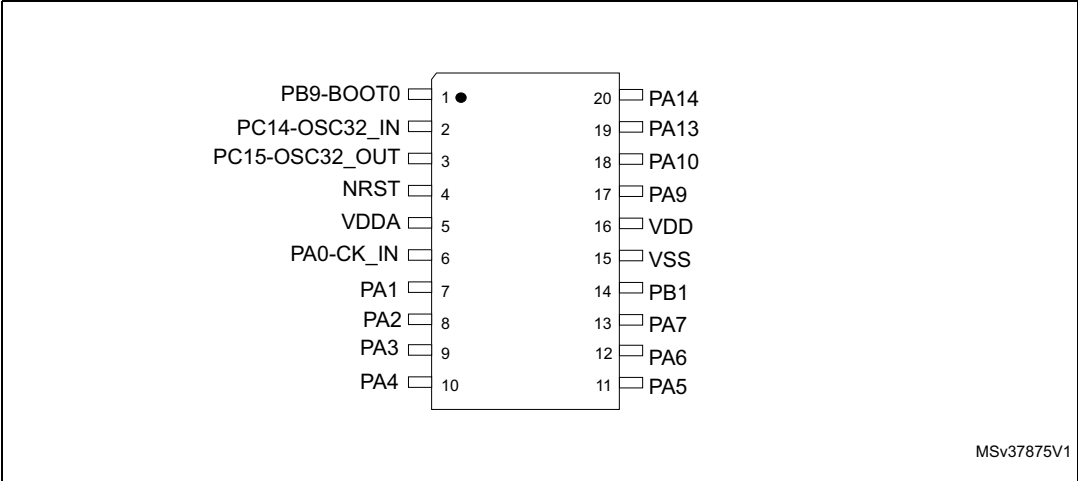 PB9-BOOT0 1 20 PA14
PC14-OSC32_IN 2 19 PA13
PC15-OSC32_OUT 3 18 PA10
NRST 4 17 PA9
VDDA 5 16 VDD
PA0-CK_IN 6 15 VSS
PA1 7 14 PB1
PA2 8 13 PA7
PA3 9 12 PA6
PA4 10 11 PA5
MSv37875V1